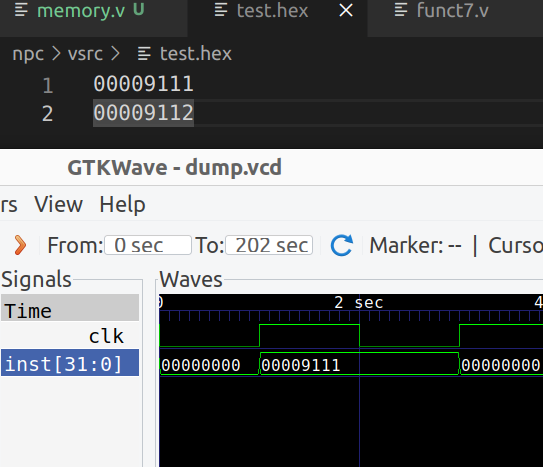 memory.v U test.hex × funct7.v
npc > vsrc > test.hex
1 00009111
2 00009112
GTKWave - dump.vcd
rs View Help
From: 0 sec To: 202 sec Marker: -- | Curso
Signals Waves
Time 0 2 sec 4
clk
inst[31:0] 00000000 00009111 00000000